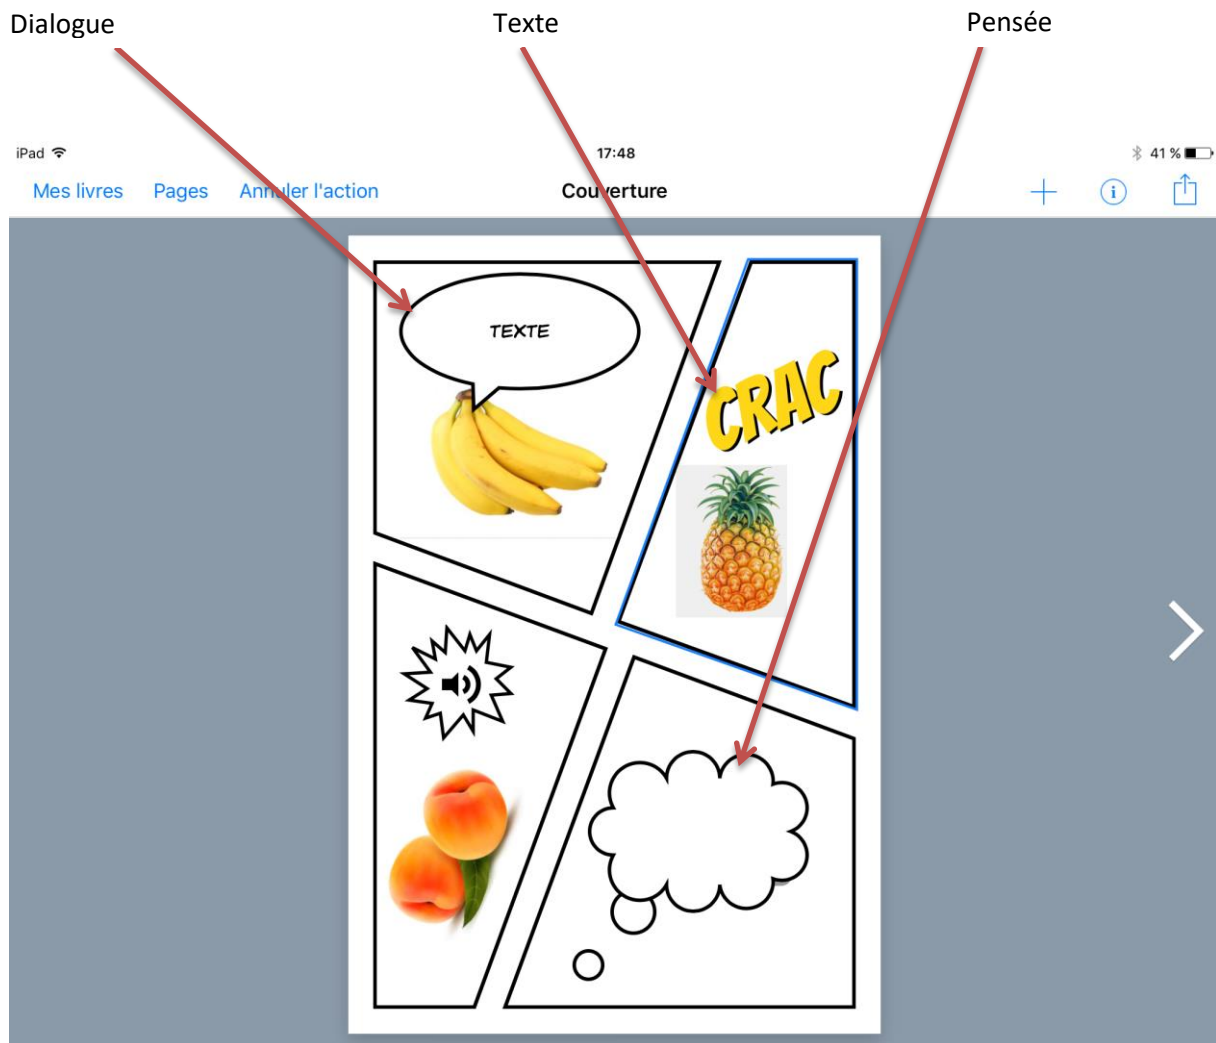 Dialogue Texte Pensée
iPad 17:48 41 %
Mes livres Pages Annuler l'action Couverture
TEXTE
CRAC